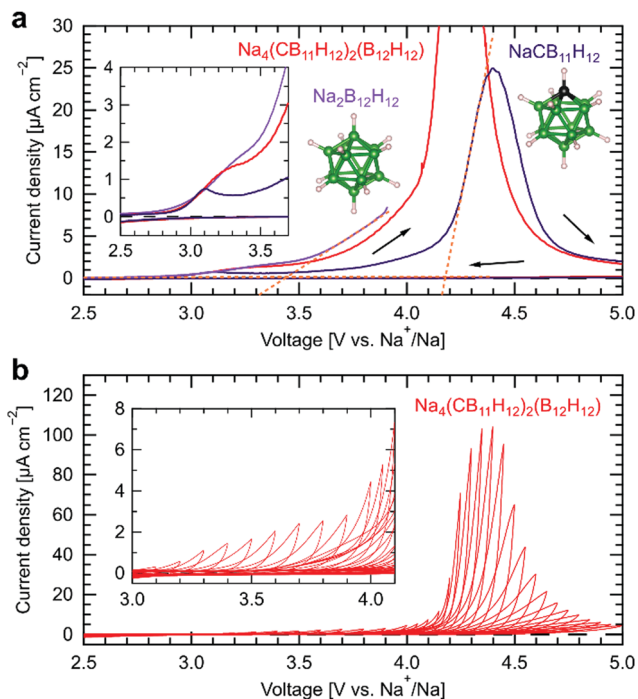 a
Na₄(CB₁₁H₁₂)₂(B₁₂H₁₂)
NaCB₁₁H₁₂
Na₂B₁₂H₁₂
Current density [µA cm⁻²]
30
25
20
15
10
5
0
4
3
2
1
0
2.5 3.0 3.5
2.5 3.0 3.5 4.0 4.5 5.0
Voltage [V vs. Na⁺/Na]
b
Na₄(CB₁₁H₁₂)₂(B₁₂H₁₂)
Current density [µA cm⁻²]
120
100
80
60
40
20
0
8
6
4
2
0
3.0 3.5 4.0
2.5 3.0 3.5 4.0 4.5 5.0
Voltage [V vs. Na⁺/Na]